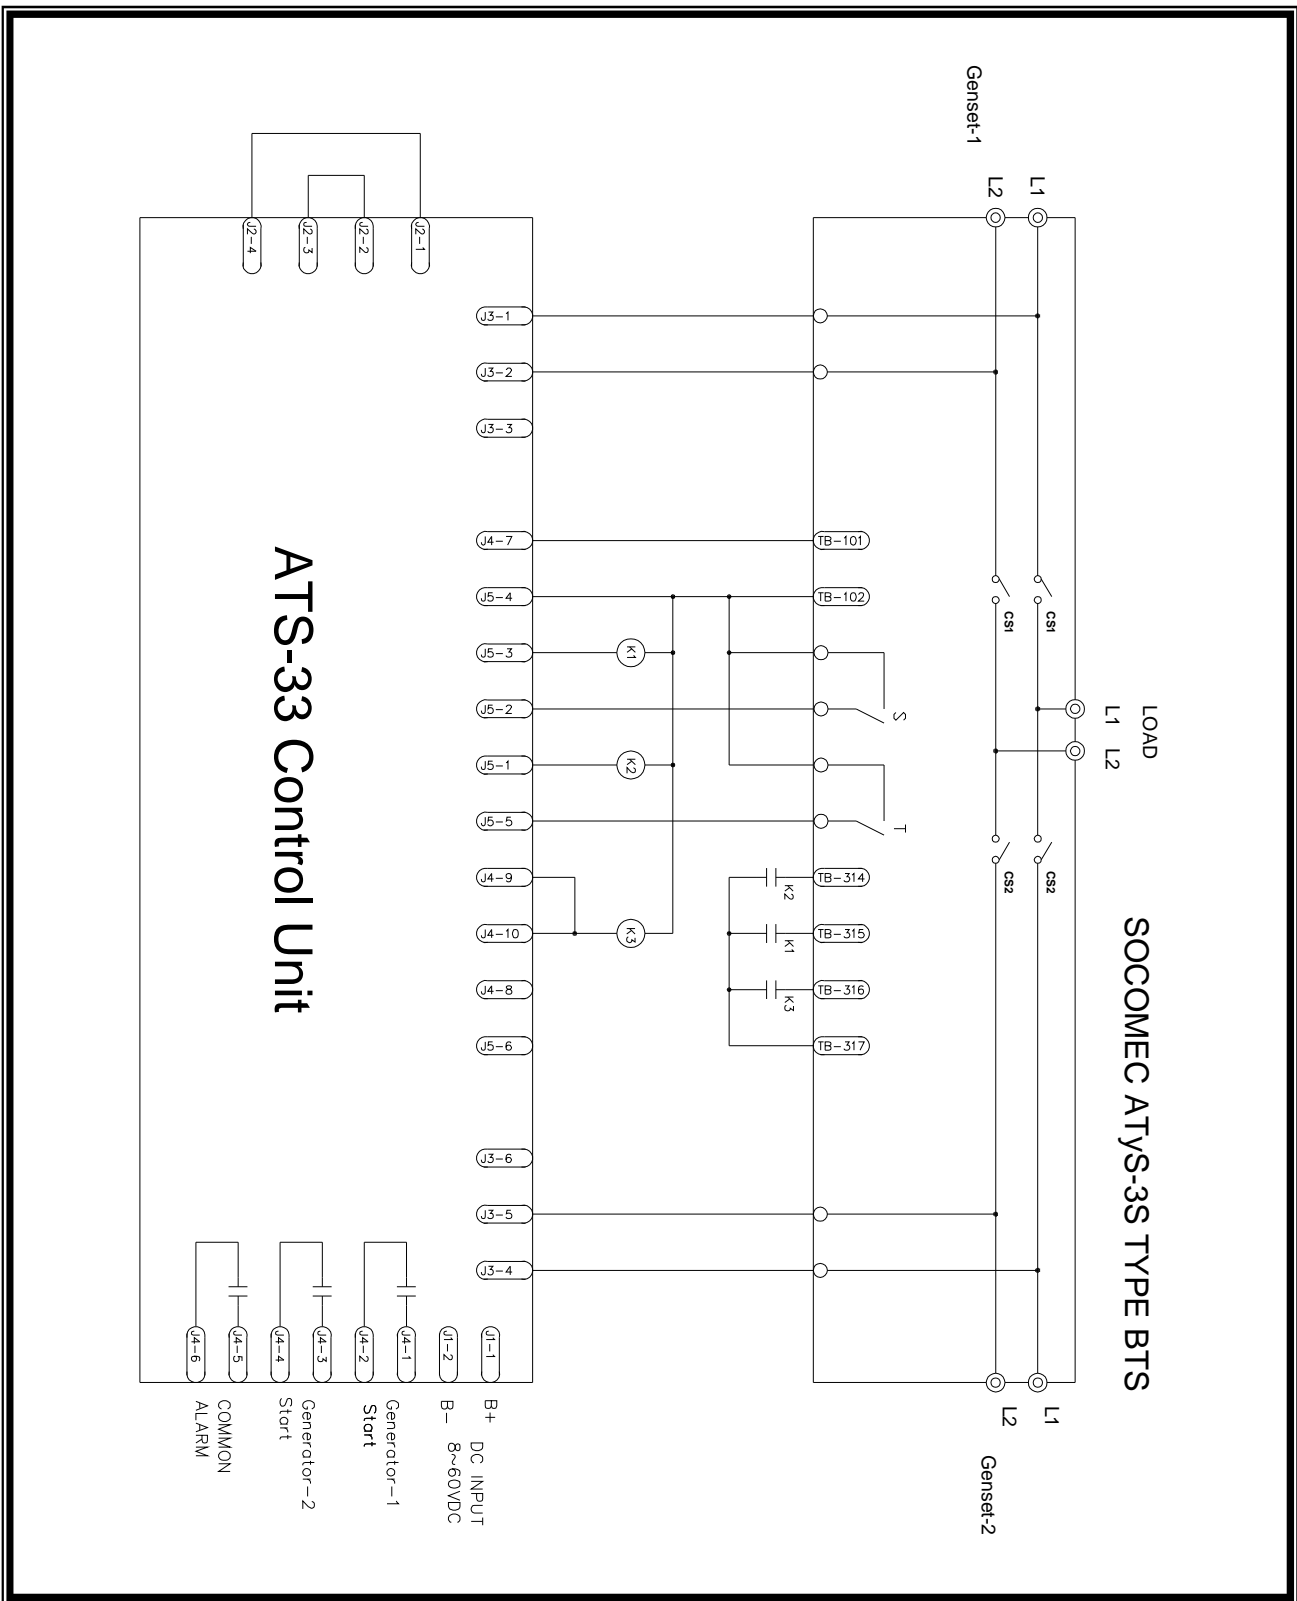 SOCOMEC ATyS-3S TYPE BTS
LOAD
L1 L2
Genset-1
L1
L2
CS1
CS1
CS2
CS2
L1
L2
Genset-2
S
T
TB-101
TB-102
TB-314
TB-315
TB-316
TB-317
K2
K1
K3
K1
K2
K3
J2-1
J2-2
J2-3
J2-4
J3-1
J3-2
J3-3
J4-7
J5-4
J5-3
J5-2
J5-1
J5-5
J4-9
J4-10
J4-8
J5-6
J3-6
J3-5
J3-4
ATS-33 Control Unit
J1-1
J1-2
J4-1
J4-2
J4-3
J4-4
J4-5
J4-6
B+ DC INPUT
B- 8~60VDC
Generator-1
Start
Generator-2
Start
COMMON
ALARM